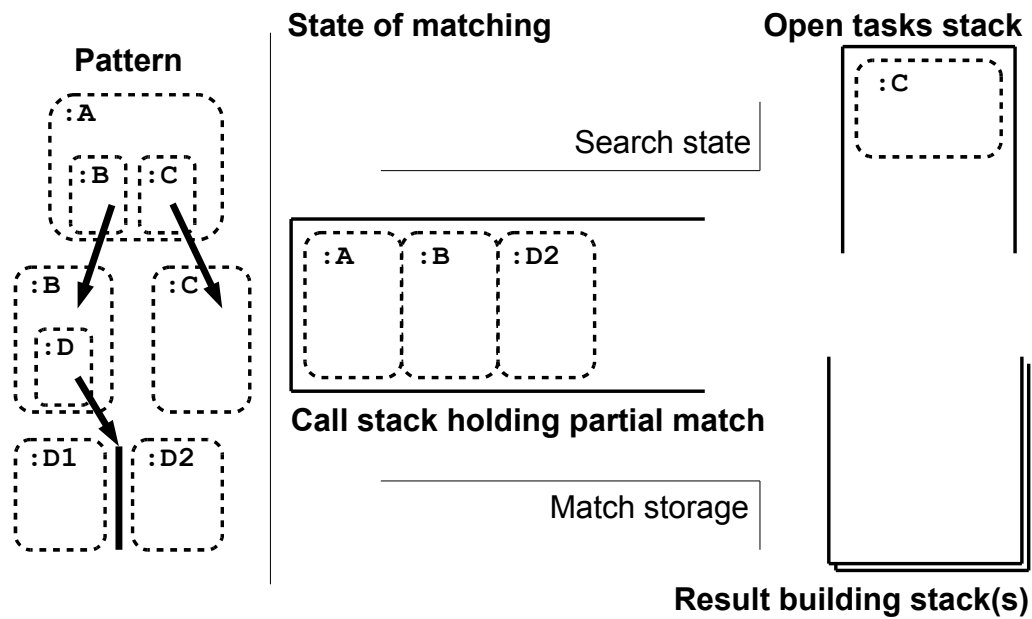 State of matching
Open tasks stack
Pattern
:A
:B :C
:B :C
:D
:D1 :D2
:C
Search state
:A :B :D2
Call stack holding partial match
Match storage
Result building stack(s)